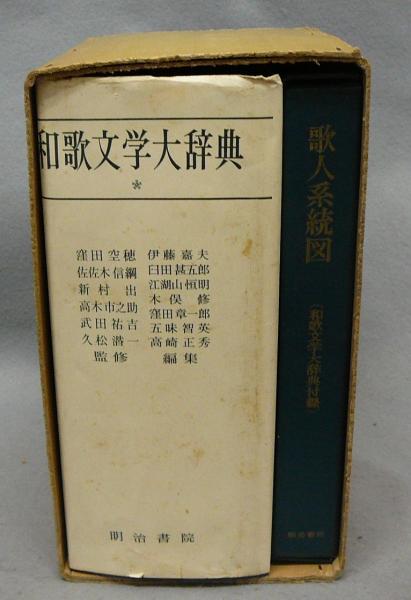 和歌文学大辞典
*
窪田空穂 伊藤嘉夫
佐佐木信綱 臼田甚五郎
新村出 江湖山恒明
高木市之助 木俣修
武田祐吉 窪田章一郎
久松潜一 五味智英
監修 高崎正秀
編集
明治書院
歌人系統図
(和歌文学大辞典付録)
明治書院